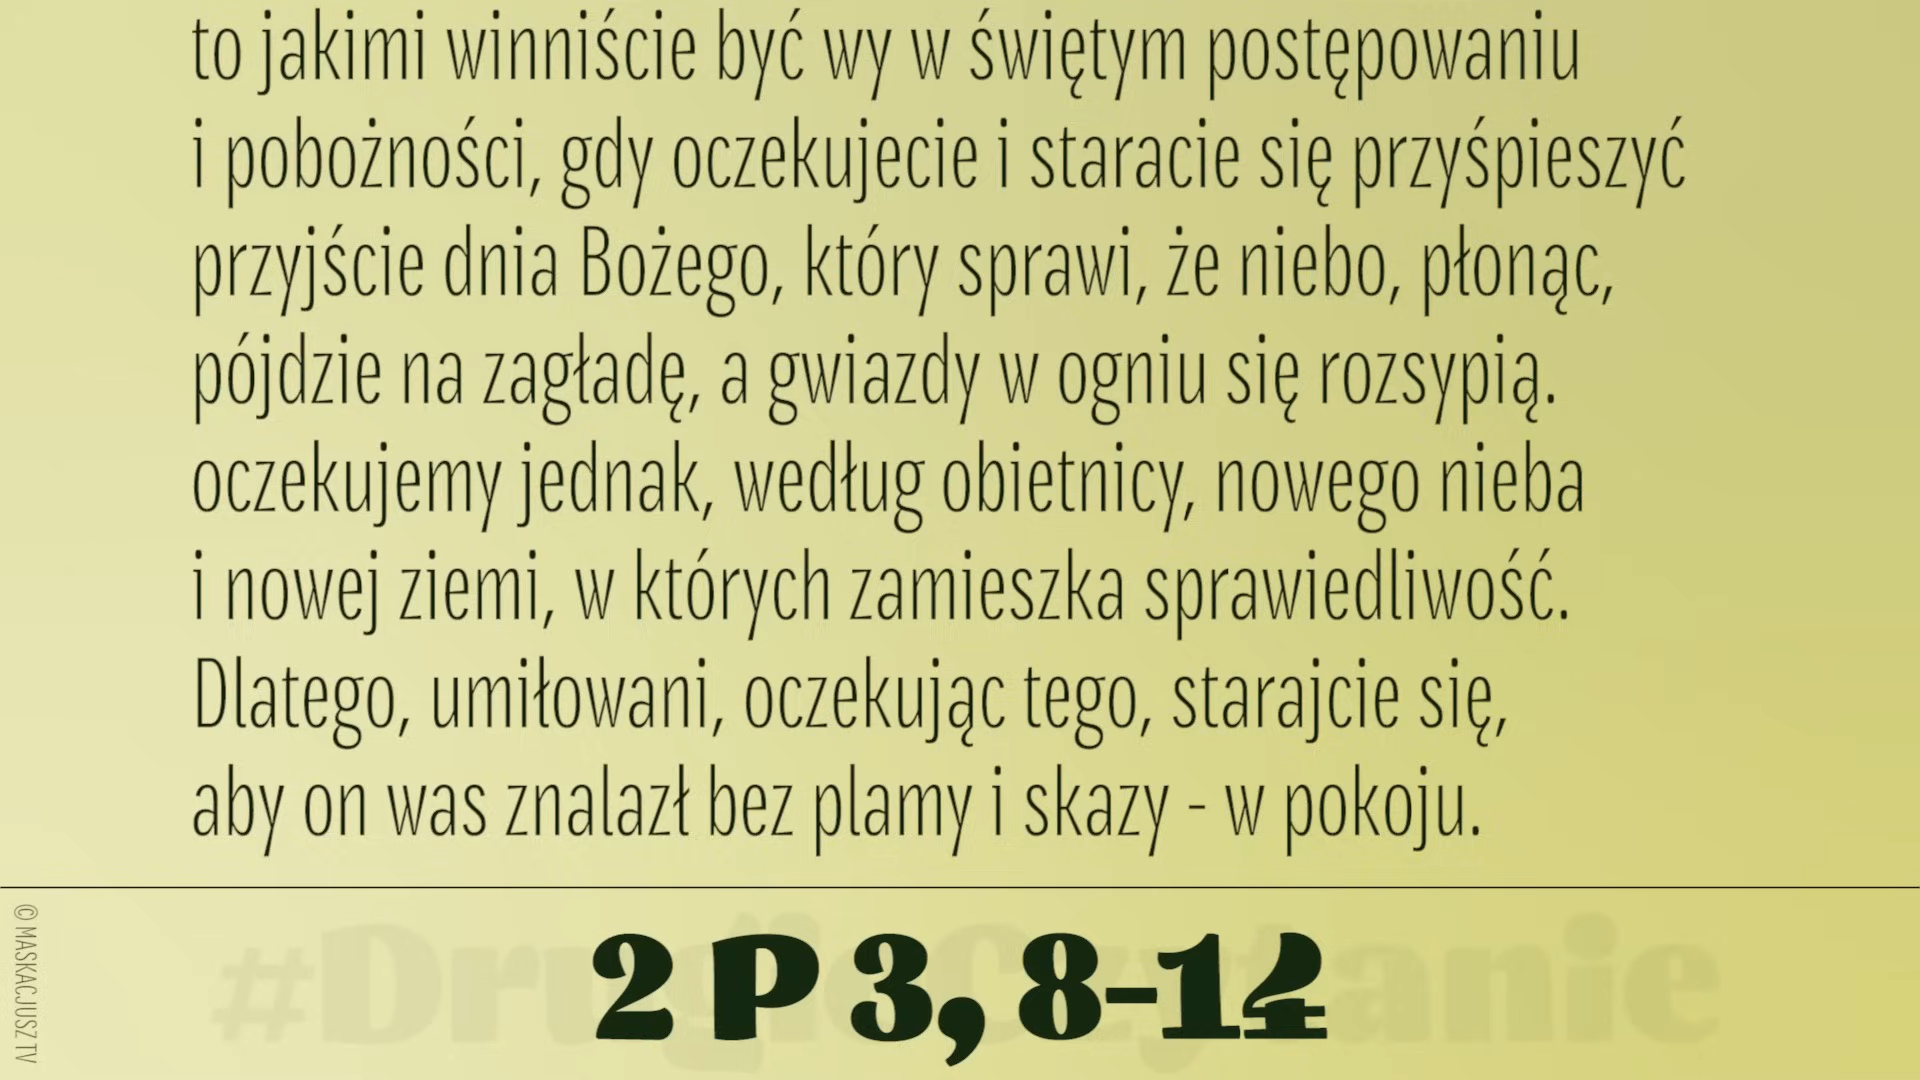 to jakimi winniście być wy w świętym postępowaniu
i pobożności, gdy oczekujecie i staracie się przyśpieszyć
przyjście dnia Bożego, który sprawi, że niebo, płonąc,
pójdzie na zagładę, a gwiazdy w ogniu się rozsypią.
oczekujemy jednak, według obietnicy, nowego nieba
i nowej ziemi, w których zamieszka sprawiedliwość.
Dlatego, umiłowani, oczekując tego, starajcie się,
aby on was znalazł bez plamy i skazy - w pokoju.
#DrugieCzytanie
2 P 3, 8-14
© MASKACJUSZ TV